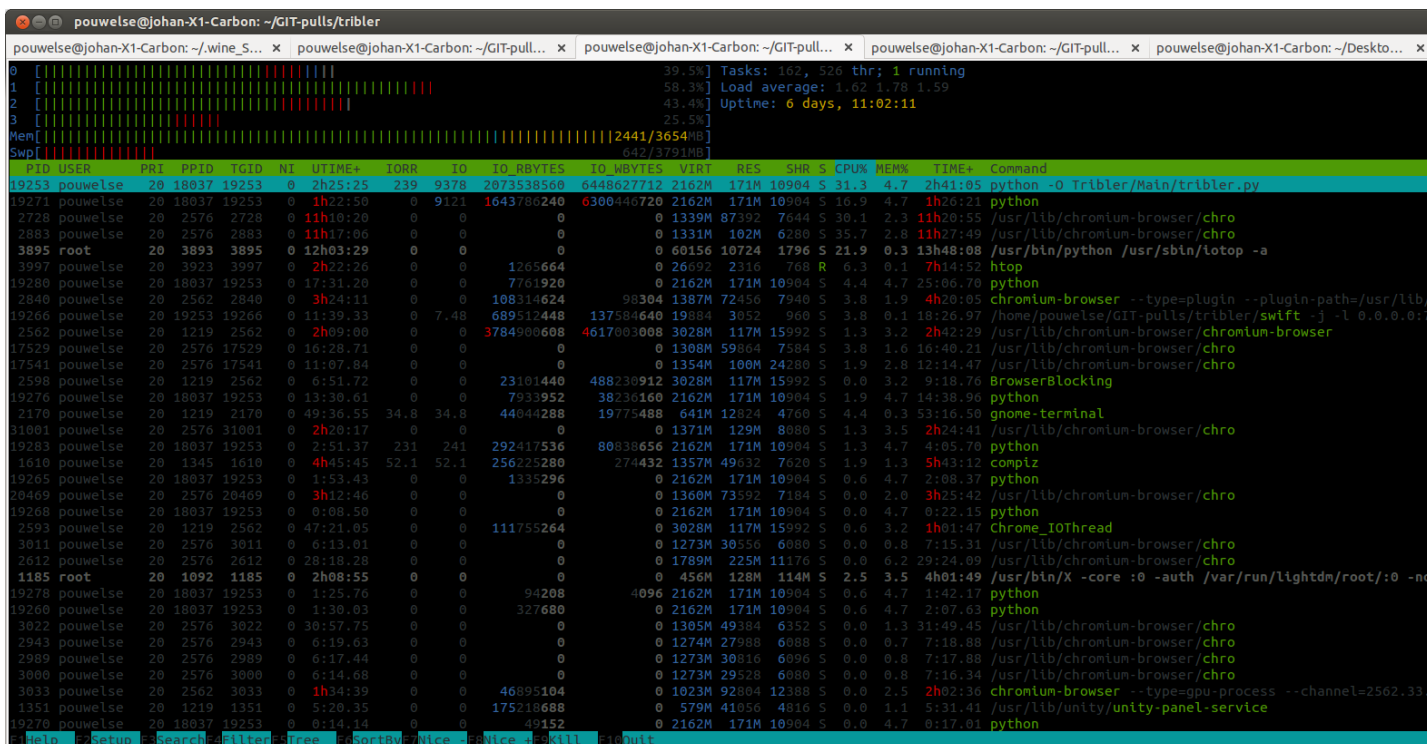 pouwelse@johan-X1-Carbon: ~/GIT-pulls/tribler
pouwelse@johan-X1-Carbon: ~/.wine_S... × pouwelse@johan-X1-Carbon: ~/GIT-pull... × pouwelse@johan-X1-Carbon: ~/GIT-pull... × pouwelse@johan-X1-Carbon: ~/GIT-pull... × pouwelse@johan-X1-Carbon: ~/Deskto... ×
0 [39.5%] Tasks: 162, 526 thr; 1 running
1 [58.3%] Load average: 1.62 1.78 1.59
2 [43.4%] Uptime: 6 days, 11:02:11
3 [25.5%]
Mem[2441/3654MB]
Swp[642/3791MB]
PID USER PRI PPID TGID NI UTIME+ IORR IO IO_RBYTES IO_WBYTES VIRT RES SHR S CPU% MEM% TIME+ Command
19253 pouwelse 20 18037 19253 0 2h25:25 239 9378 2073538560 6448627712 2162M 171M 10904 S 31.3 4.7 2h41:05 python -O Tribler/Main/tribler.py
19271 pouwelse 20 18037 19253 0 1h22:50 0 9121 1643786240 6300446720 2162M 171M 10904 S 16.9 4.7 1h26:21 python
2728 pouwelse 20 2576 2728 0 11h10:20 0 0 0 0 1339M 87392 7644 S 30.1 2.3 11h20:55 /usr/lib/chromium-browser/chro
2883 pouwelse 20 2576 2883 0 11h17:06 0 0 0 0 1331M 102M 6280 S 35.7 2.8 11h27:49 /usr/lib/chromium-browser/chro
3895 root 20 3893 3895 0 12h03:29 0 0 0 0 60156 10724 1796 S 21.9 0.3 13h48:08 /usr/bin/python /usr/sbin/iotop -a
3997 pouwelse 20 3923 3997 0 2h22:26 0 0 1265664 0 26692 2316 768 R 6.3 0.1 7h14:52 htop
19280 pouwelse 20 18037 19253 0 17:31.20 0 0 7761920 0 2162M 171M 10904 S 4.4 4.7 25:06.70 python
2840 pouwelse 20 2562 2840 0 3h24:11 0 0 108314624 98304 1387M 72456 7940 S 3.8 1.9 4h20:05 chromium-browser --type=plugin --plugin-path=/usr/lib/
19266 pouwelse 20 19253 19266 0 11:39.33 0 7.48 689512448 137584640 19884 3052 960 S 3.8 0.1 18:26.97 /home/pouwelse/GIT-pulls/tribler/swift -j -l 0.0.0.0:
2562 pouwelse 20 1219 2562 0 2h09:00 0 0 3784900608 4617003008 3028M 117M 15992 S 1.3 3.2 2h42:29 /usr/lib/chromium-browser/chromium-browser
17529 pouwelse 20 2576 17529 0 16:28.71 0 0 0 0 1308M 59864 7584 S 3.8 1.6 16:40.21 /usr/lib/chromium-browser/chro
17541 pouwelse 20 2576 17541 0 11:07.84 0 0 0 0 1354M 100M 24280 S 1.9 2.8 12:14.47 /usr/lib/chromium-browser/chro
2598 pouwelse 20 1219 2562 0 6:51.72 0 0 23101440 488230912 3028M 117M 15992 S 0.0 3.2 9:18.76 BrowserBlocking
19276 pouwelse 20 18037 19253 0 11:30.61 0 0 7933952 38236160 2162M 171M 10904 S 1.9 4.7 14:38.96 python
2170 pouwelse 20 1219 2170 0 49:36.55 34.8 34.8 44044288 19775488 641M 12824 4760 S 4.4 0.3 53:16.50 gnome-terminal
31001 pouwelse 20 2576 31001 0 2h20:17 0 0 0 0 1371M 129M 8080 S 1.3 3.5 2h24:41 /usr/lib/chromium-browser/chro
19283 pouwelse 20 18037 19253 0 2:51.37 231 241 292417536 80838656 2162M 171M 10904 S 1.3 4.7 4:05.70 python
1610 pouwelse 20 1345 1610 0 4h45:45 52.1 52.1 256225280 274432 1357M 49632 7620 S 1.9 1.3 5h43:12 compiz
19265 pouwelse 20 18037 19253 0 1:53.43 0 0 1335296 0 2162M 171M 10904 S 0.6 4.7 2:08.37 python
20469 pouwelse 20 2576 20469 0 3h12:46 0 0 0 0 1360M 73592 7184 S 0.0 2.0 3h25:42 /usr/lib/chromium-browser/chro
19268 pouwelse 20 18037 19253 0 0:08.50 0 0 0 0 2162M 171M 10904 S 0.0 4.7 0:22.15 python
2593 pouwelse 20 1219 2562 0 47:21.05 0 0 111755264 0 3028M 117M 15992 S 0.6 3.2 1h01:47 Chrome_IOThread
3011 pouwelse 20 2576 3011 0 6:13.01 0 0 0 0 1273M 30556 6080 S 0.0 0.8 7:15.31 /usr/lib/chromium-browser/chro
2612 pouwelse 20 2576 2612 0 28:18.28 0 0 0 0 1789M 225M 11176 S 0.0 6.2 29:24.09 /usr/lib/chromium-browser/chro
1185 root 20 1092 1185 0 2h08:55 0 0 0 0 456M 128M 114M S 2.5 3.5 4h01:49 /usr/bin/X -core :0 -auth /var/run/lightdm/root/:0 -no
19278 pouwelse 20 18037 19253 0 1:25.76 0 0 94208 4096 2162M 171M 10904 S 0.6 4.7 1:42.17 python
19260 pouwelse 20 18037 19253 0 1:30.03 0 0 327680 0 2162M 171M 10904 S 0.6 4.7 2:07.63 python
3022 pouwelse 20 2576 3022 0 30:57.75 0 0 0 0 1305M 49384 6352 S 0.0 1.3 31:49.45 /usr/lib/chromium-browser/chro
2943 pouwelse 20 2576 2943 0 6:19.63 0 0 0 0 1274M 27988 6088 S 0.0 0.7 7:18.88 /usr/lib/chromium-browser/chro
2989 pouwelse 20 2576 2989 0 6:17.44 0 0 0 0 1273M 30816 6096 S 0.0 0.8 7:17.88 /usr/lib/chromium-browser/chro
3000 pouwelse 20 2576 3000 0 6:14.68 0 0 0 0 1273M 29528 6080 S 0.0 0.8 7:16.34 /usr/lib/chromium-browser/chro
3033 pouwelse 20 2562 3033 0 1h34:39 0 0 46895104 0 1023M 92804 12388 S 0.0 2.5 2h02:36 chromium-browser --type=gpu-process --channel=2562.33
1351 pouwelse 20 1219 1351 0 5:20.35 0 0 175218688 0 579M 41056 4816 S 0.0 1.1 5:31.41 /usr/lib/unity/unity-panel-service
19270 pouwelse 20 18037 19253 0 0:14.14 0 0 49152 0 2162M 171M 10904 S 0.0 4.7 0:17.01 python
F1Help F2Setup F3SearchF4FilterF5Tree F6SortByF7Nice -F8Nice +F9Kill F10Quit